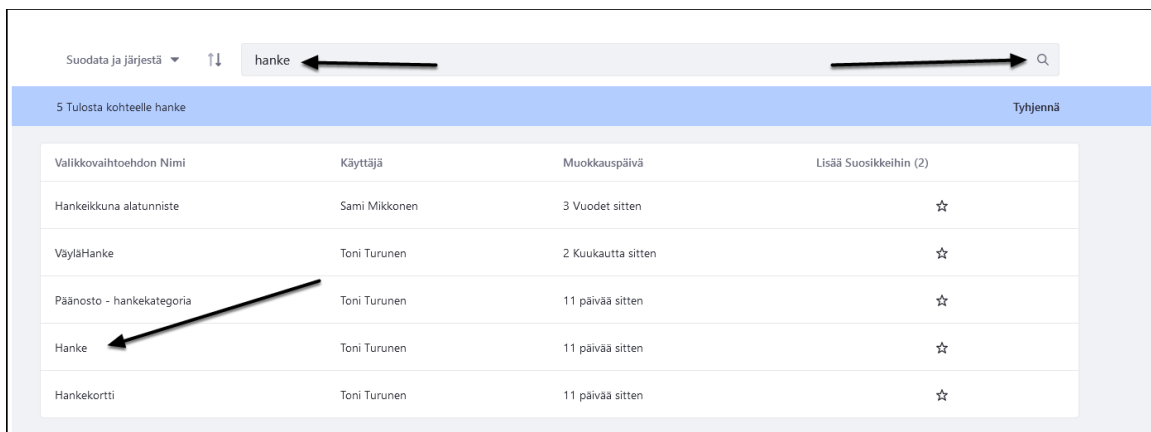 Suodata ja järjestä hanke
5 Tulosta kohteelle hanke Tyhjennä
Valikkovaihtoehdon Nimi Käyttäjä Muokkauspäivä Lisää Suosikkeihin (2)
Hankeikkuna alatunniste Sami Mikkonen 3 Vuodet sitten
VäyläHanke Toni Turunen 2 Kuukautta sitten
Päänosto - hankekategoria Toni Turunen 11 päivää sitten
Hanke Toni Turunen 11 päivää sitten
Hankekortti Toni Turunen 11 päivää sitten